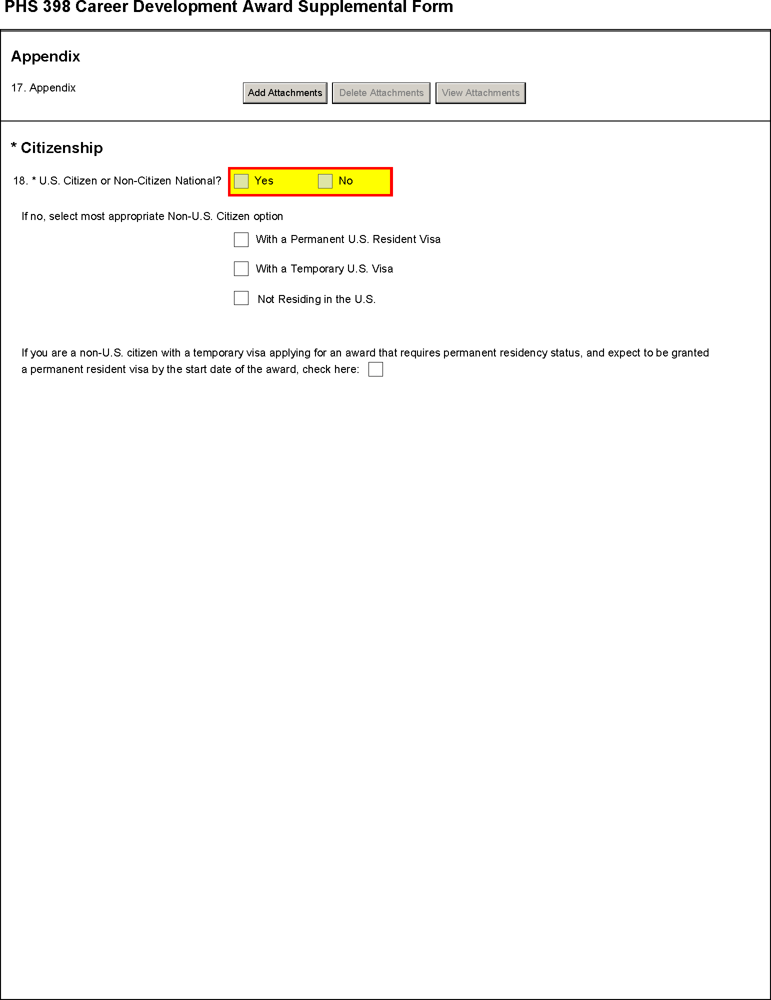 PHS 398 Career Development Award Supplemental Form
Appendix
17. Appendix
Add Attachments Delete Attachments View Attachments
* Citizenship
18. * U.S. Citizen or Non-Citizen National? Yes No
If no, select most appropriate Non-U.S. Citizen option
With a Permanent U.S. Resident Visa
With a Temporary U.S. Visa
Not Residing in the U.S.
If you are a non-U.S. citizen with a temporary visa applying for an award that requires permanent residency status, and expect to be granted
a permanent resident visa by the start date of the award, check here: